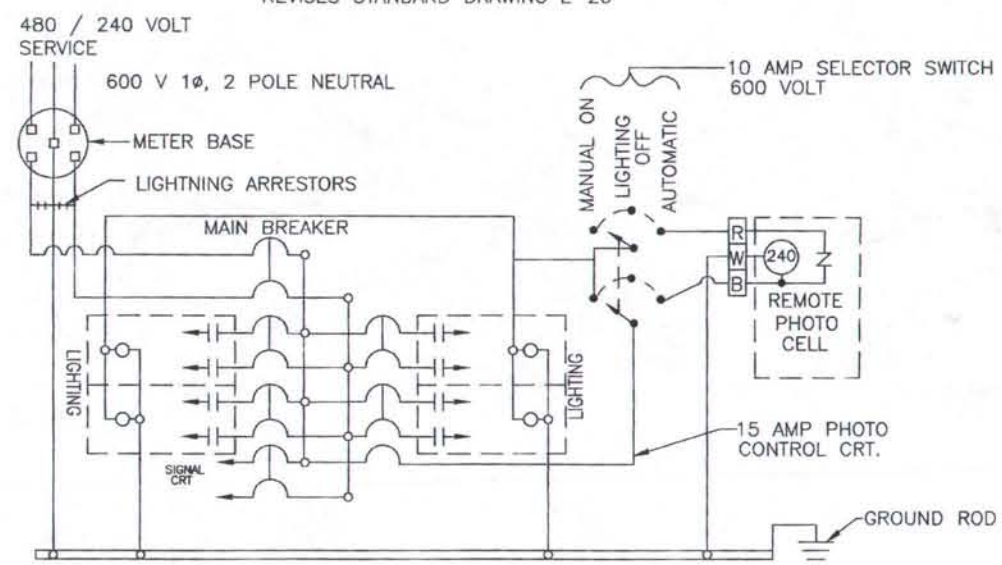 480 / 240 VOLT
SERVICE
600 V 1ø, 2 POLE NEUTRAL
METER BASE
LIGHTNING ARRESTORS
MAIN BREAKER
MANUAL ON
LIGHTING
OFF
AUTOMATIC
10 AMP SELECTOR SWITCH
600 VOLT
R
W
B
240
REMOTE
PHOTO
CELL
LIGHTING
LIGHTING
SIGNAL
CRT
15 AMP PHOTO
CONTROL CRT.
GROUND ROD